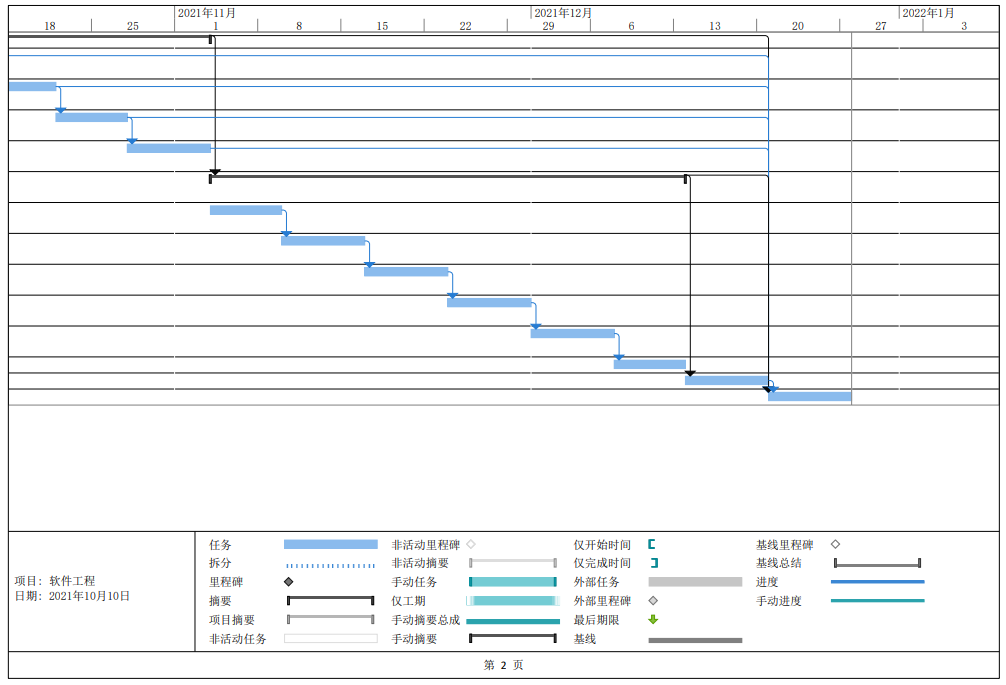 2021年11月 2021年12月 2022年1月
18 25 1 8 15 22 29 6 13 20 27 3
任务 非活动里程碑 仅开始时间 基线里程碑
拆分 非活动摘要 仅完成时间 基线总结
项目: 软件工程 里程碑 手动任务 外部任务 进度
日期: 2021年10月10日 摘要 仅工期 外部里程碑 手动进度
项目摘要 手动摘要总成 最后期限
非活动任务 手动摘要 基线
第 2 页